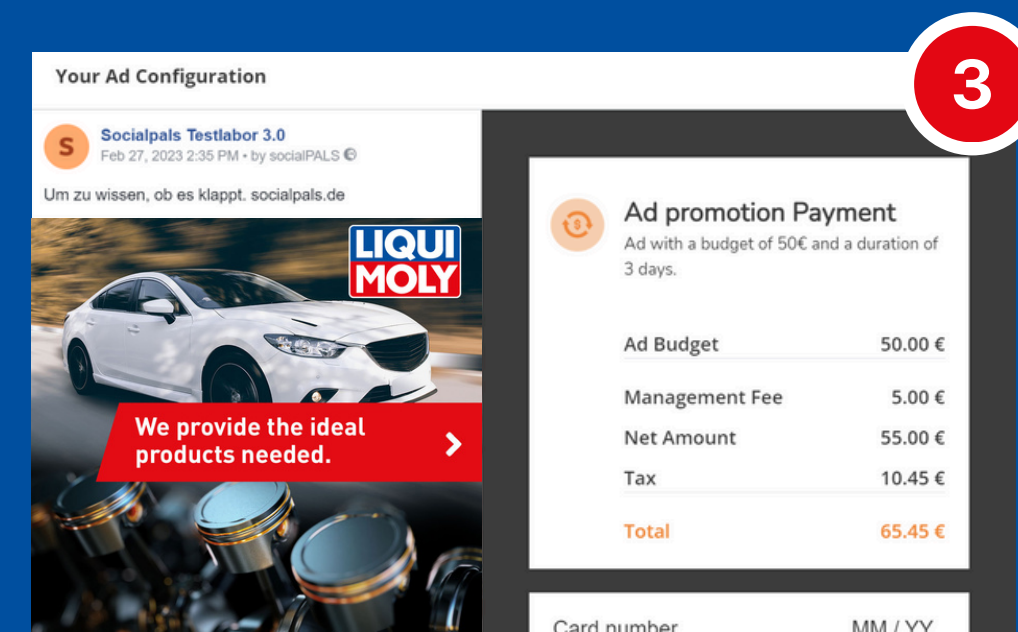 3
Your Ad Configuration
S
Socialpals Testlabor 3.0
Feb 27, 2023 2:35 PM • by socialPALS
Um zu wissen, ob es klappt. socialpals.de
LIQUI
MOLY
We provide the ideal
products needed.
Ad promotion Payment
Ad with a budget of 50€ and a duration of
3 days.
Ad Budget 50.00 €
Management Fee 5.00 €
Net Amount 55.00 €
Tax 10.45 €
Total 65.45 €
Card number MM / YY